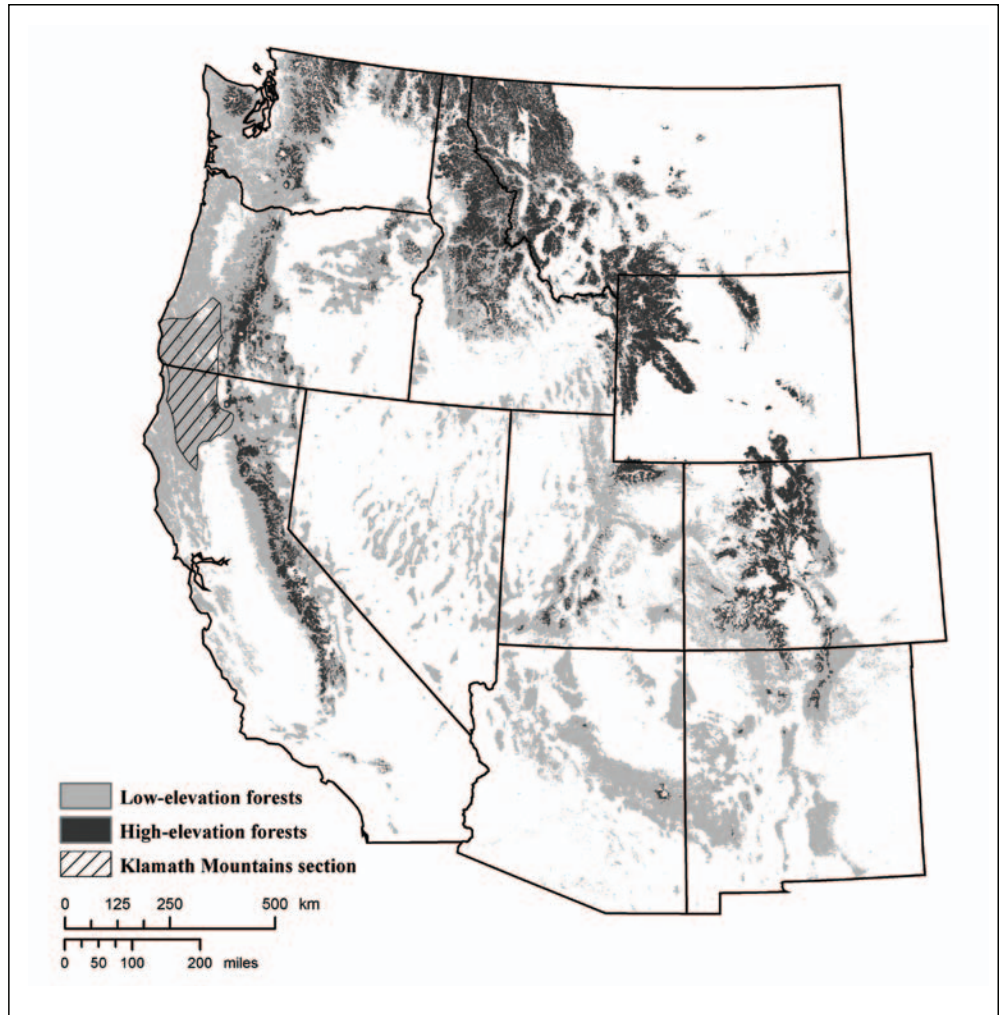 Low-elevation forests
High-elevation forests
Klamath Mountains section
0 125 250 500 km
0 50 100 200 miles